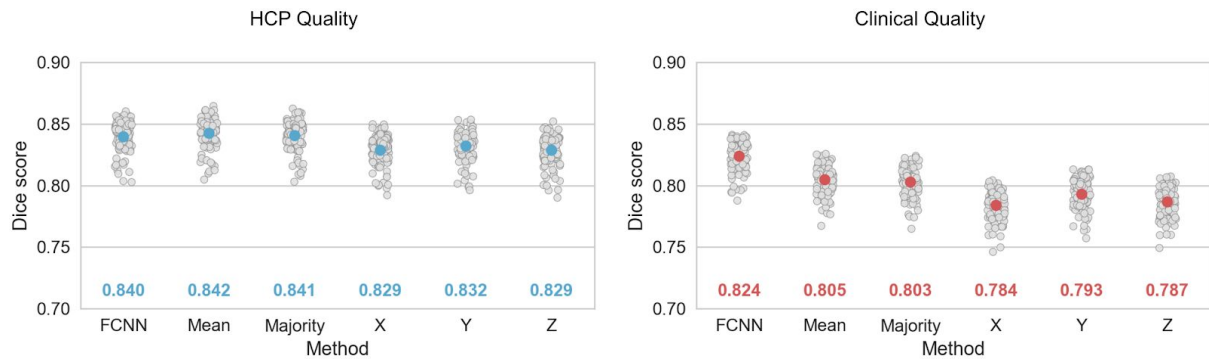 HCP Quality
Dice score
0.90
0.85
0.80
0.75
0.70
0.840 0.842 0.841 0.829 0.832 0.829
FCNN Mean Majority X Y Z
Method
Clinical Quality
Dice score
0.90
0.85
0.80
0.75
0.70
0.824 0.805 0.803 0.784 0.793 0.787
FCNN Mean Majority X Y Z
Method